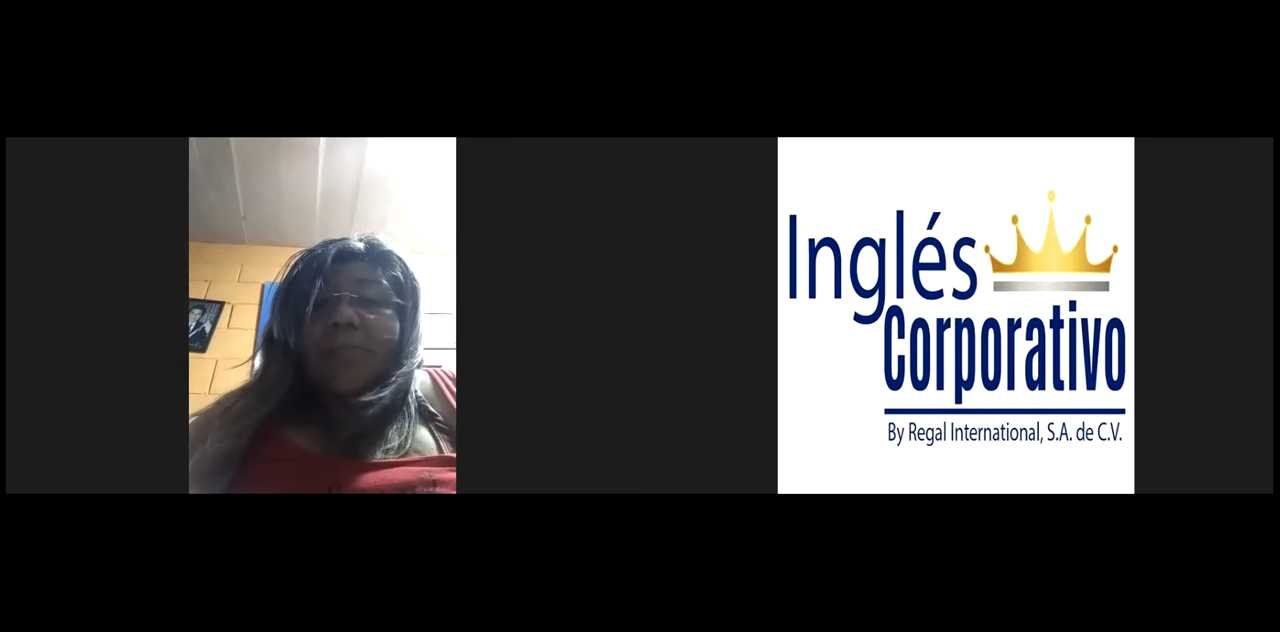 Inglés
Corporativo
By Regal International, S.A. de C.V.